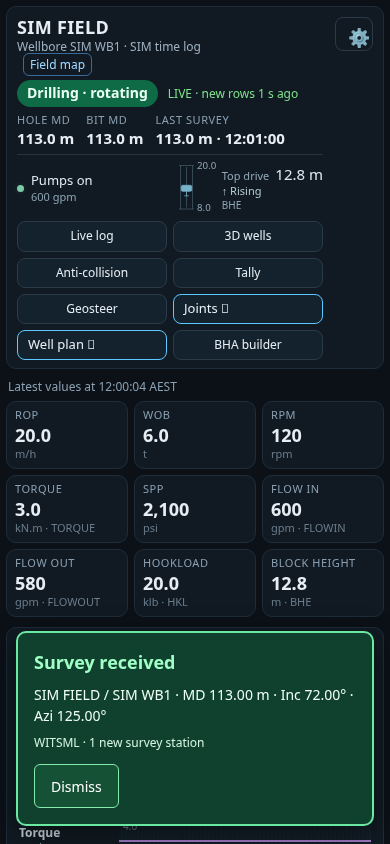 SIM FIELD
Wellbore SIM WB1 · SIM time log
Field map
Drilling · rotating
LIVE · new rows 1 s ago
HOLE MD BIT MD LAST SURVEY
113.0 m 113.0 m 113.0 m · 12:01:00
Pumps on
600 gpm
20.0
8.0
Top drive 12.8 m
↑ Rising
BHE
Live log
3D wells
Anti-collision
Tally
Geosteer
Joints
Well plan
BHA builder
Latest values at 12:00:04 AEST
ROP
20.0
m/h
WOB
6.0
t
RPM
120
rpm
TORQUE
3.0
kN.m · TORQUE
SPP
2,100
psi
FLOW IN
600
gpm · FLOWIN
FLOW OUT
580
gpm · FLOWOUT
HOOKLOAD
20.0
klb · HKL
BLOCK HEIGHT
12.8
m · BHE
Survey received
SIM FIELD / SIM WB1 · MD 113.00 m · Inc 72.00° ·
Azi 125.00°
WITSML · 1 new survey station
Dismiss
Torque